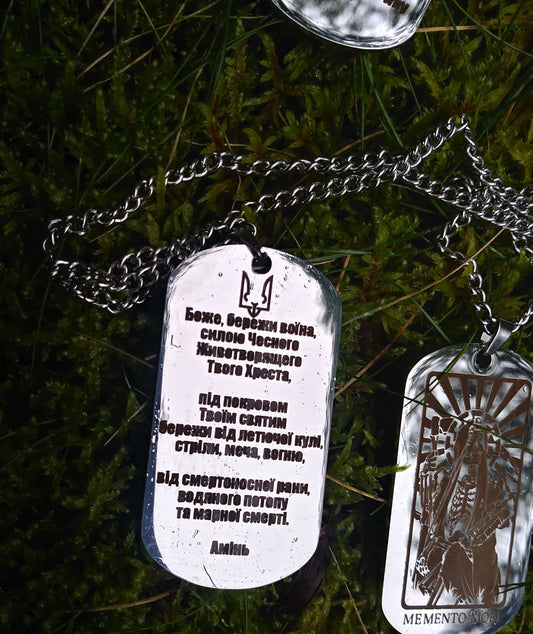 Боже, бережи воїна,
силою Чесного
Животворящего
Твого Хреста,
під покровом
Твоїм святим
бережи від летючої кулі,
стріли, меча, вогню,
від смертоносної рани,
водяного потопу
та марної смерті.
Амінь
MEMENTO MORI